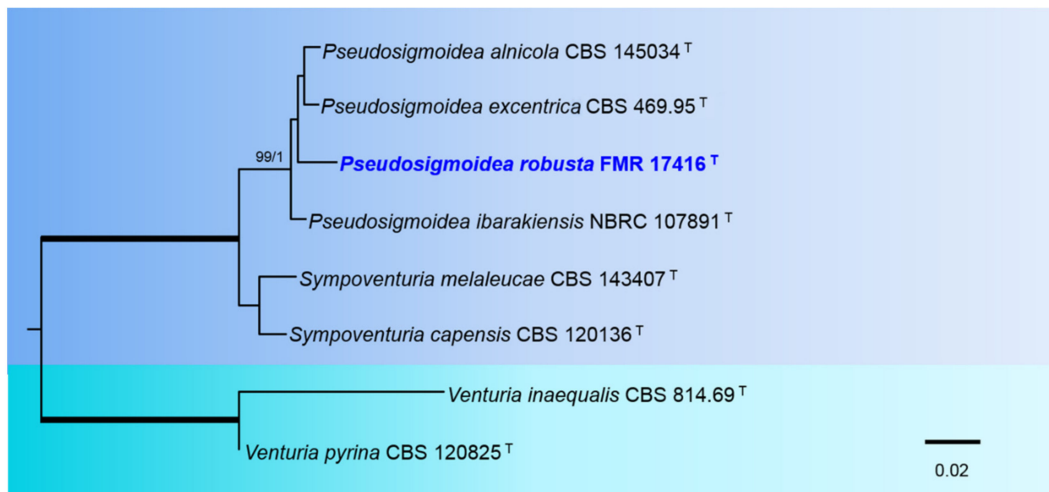 Pseudosigmoidea alnicola CBS 145034 T
Pseudosigmoidea excentrica CBS 469.95 T
99/1
Pseudosigmoidea robusta FMR 17416 T
Pseudosigmoidea ibarakiensis NBRC 107891 T
Sympoventuria melaleucae CBS 143407 T
Sympoventuria capensis CBS 120136 T
Venturia inaequalis CBS 814.69 T
Venturia pyrina CBS 120825 T
0.02